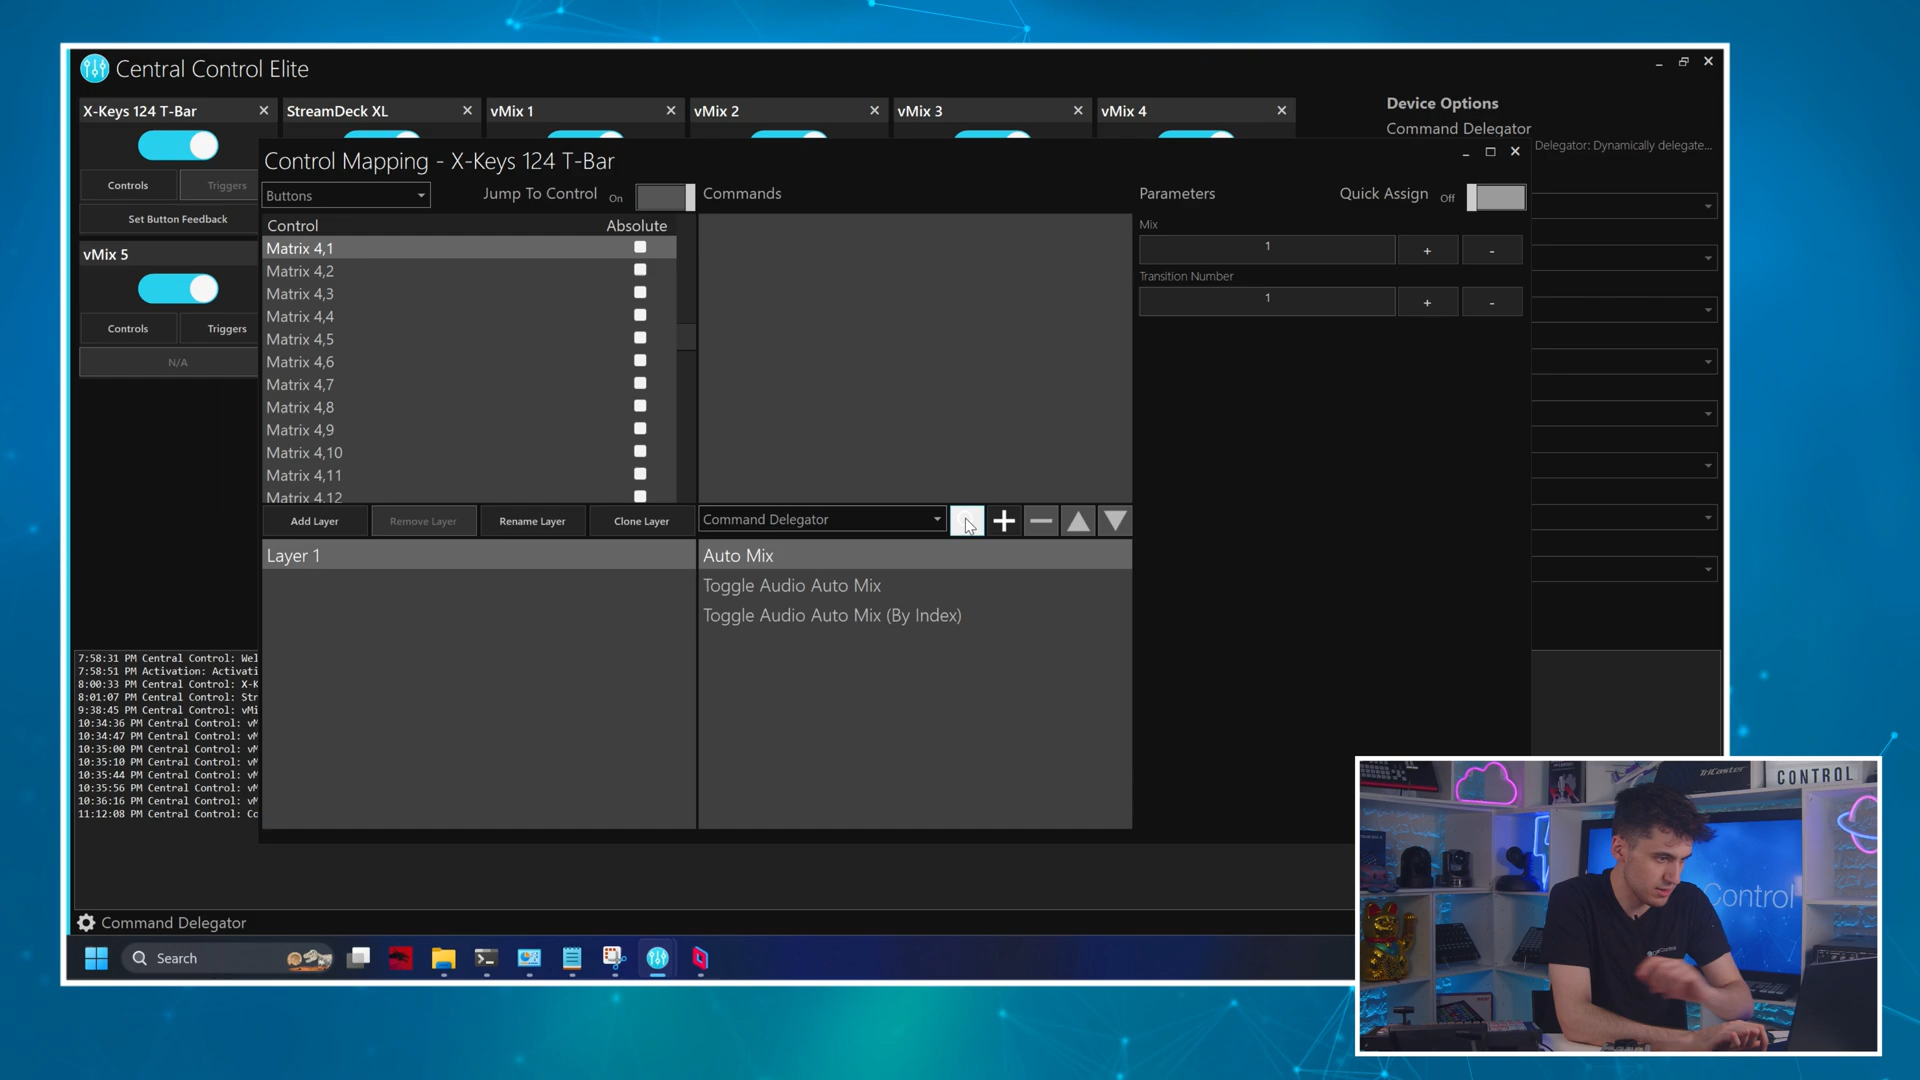 Central Control Elite
X-Keys 124 T-Bar
StreamDeck XL
vMix 1
vMix 2
vMix 3
vMix 4
Device Options
Command Delegator
Delegator: Dynamically delegate...
Controls
Triggers
Set Button Feedback
vMix 5
Controls
Triggers
N/A
Control Mapping - X-Keys 124 T-Bar
Buttons
Jump To Control On
Commands
Parameters
Quick Assign Off
Control Absolute
Matrix 4,1
Matrix 4,2
Matrix 4,3
Matrix 4,4
Matrix 4,5
Matrix 4,6
Matrix 4,7
Matrix 4,8
Matrix 4,9
Matrix 4,10
Matrix 4,11
Matrix 4,12
Mix
1 + -
Transition Number
1 + -
Add Layer
Remove Layer
Rename Layer
Clone Layer
Command Delegator
Layer 1
Auto Mix
Toggle Audio Auto Mix
Toggle Audio Auto Mix (By Index)
7:58:31 PM Central Control: Wel
7:58:51 PM Activation: Activati
8:00:33 PM Central Control: X-K
8:01:07 PM Central Control: Str
9:38:45 PM Central Control: vMi
10:34:36 PM Central Control: vM
10:34:47 PM Central Control: vM
10:35:00 PM Central Control: vM
10:35:10 PM Central Control: vM
10:35:44 PM Central Control: vM
10:35:56 PM Central Control: vM
10:36:16 PM Central Control: vM
11:12:08 PM Central Control: Co
Command Delegator
Search
TriCaster
CONTROL
Control